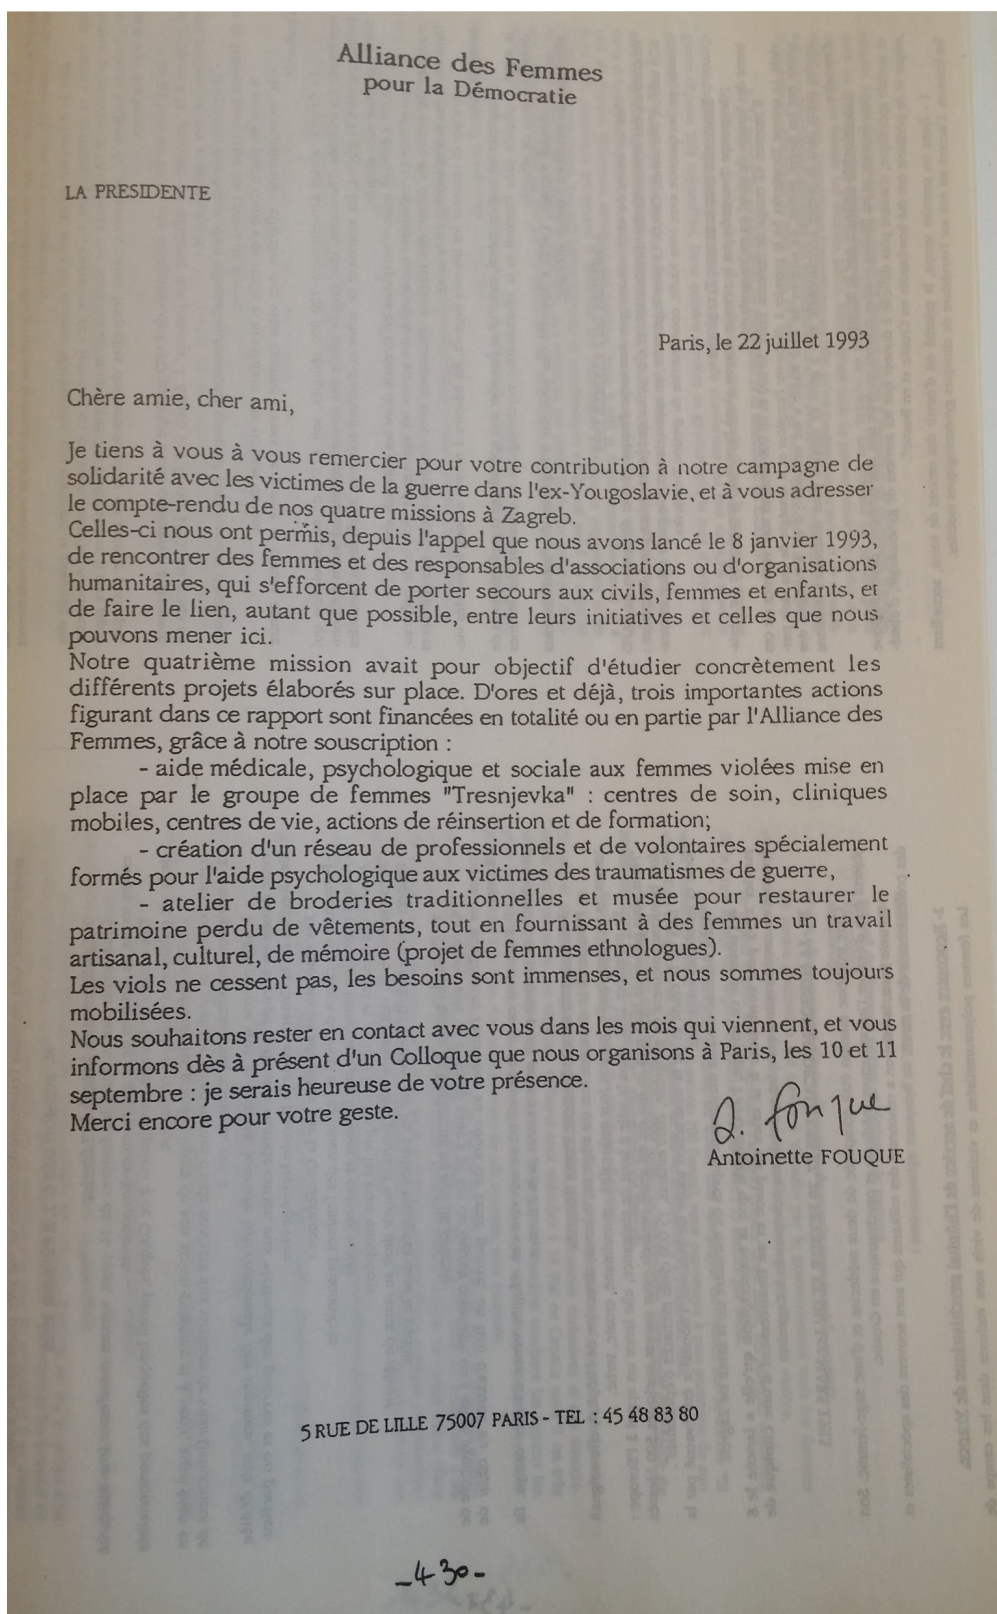 Alliance des Femmes
pour la Démocratie
LA PRESIDENTE
Paris, le 22 juillet 1993
Chère amie, cher ami,
Je tiens à vous à vous remercier pour votre contribution à notre campagne de
solidarité avec les victimes de la guerre dans l'ex-Yougoslavie, et à vous adresser
le compte-rendu de nos quatre missions à Zagreb.
Celles-ci nous ont permis, depuis l'appel que nous avons lancé le 8 janvier 1993,
de rencontrer des femmes et des responsables d'associations ou d'organisations
humanitaires, qui s'efforcent de porter secours aux civils, femmes et enfants, et
de faire le lien, autant que possible, entre leurs initiatives et celles que nous
pouvons mener ici.
Notre quatrième mission avait pour objectif d'étudier concrètement les
différents projets élaborés sur place. D'ores et déjà, trois importantes actions
figurant dans ce rapport sont financées en totalité ou en partie par l'Alliance des
Femmes, grâce à notre souscription :
- aide médicale, psychologique et sociale aux femmes violées mise en
place par le groupe de femmes "Tresnjevka" : centres de soin, cliniques
mobiles, centres de vie, actions de réinsertion et de formation;
- création d'un réseau de professionnels et de volontaires spécialement
formés pour l'aide psychologique aux victimes des traumatismes de guerre,
- atelier de broderies traditionnelles et musée pour restaurer le
patrimoine perdu de vêtements, tout en fournissant à des femmes un travail
artisanal, culturel, de mémoire (projet de femmes ethnologues).
Les viols ne cessent pas, les besoins sont immenses, et nous sommes toujours
mobilisées.
Nous souhaitons rester en contact avec vous dans les mois qui viennent, et vous
informons dès à présent d'un Colloque que nous organisons à Paris, les 10 et 11
septembre : je serais heureuse de votre présence.
Merci encore pour votre geste.
A. Fouque
Antoinette FOUQUE
5 RUE DE LILLE 75007 PARIS - TEL : 45 48 83 80
-430-